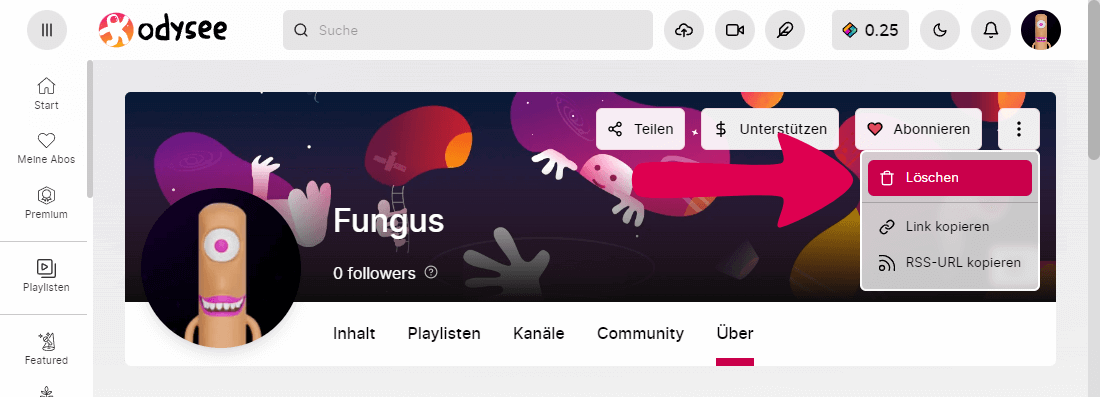 odysee
Suche
0.25
Start
Meine Abos
Premium
Playlisten
Featured
Teilen
$ Unterstützen
Abonnieren
Löschen
Link kopieren
RSS-URL kopieren
Fungus
0 followers ?
Inhalt Playlisten Kanäle Community Über